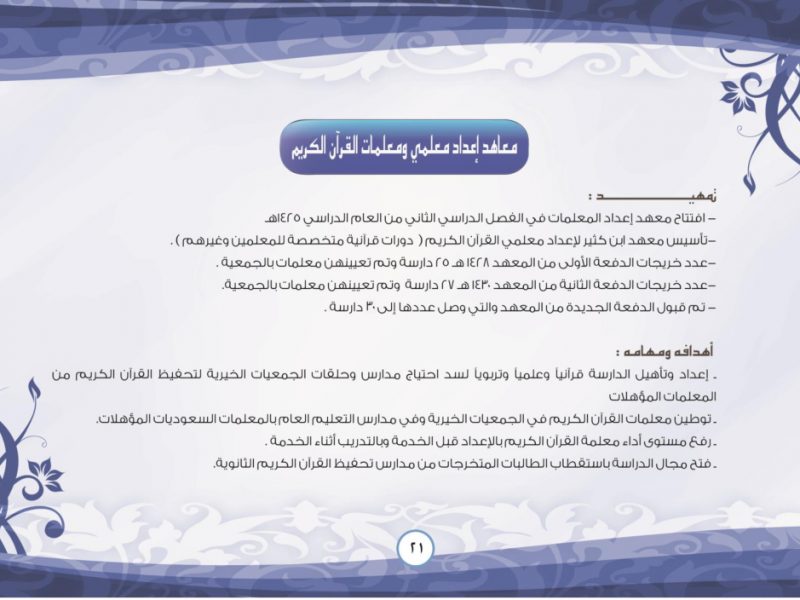 معاهد إعداد معلمي ومعلمات القرآن الكريم
تمهيــــــــــــد :
- افتتاح معهد إعداد المعلمات في الفصل الدراسي الثاني من العام الدراسي ١٤٢٥هـ
-تأسيس معهد ابن كثير لإعداد معلمي القرآن الكريم ( دورات قرآنية متخصصة للمعلمين وغيرهم ) .
-عدد خريجات الدفعة الأولى من المعهد ١٤٢٨ هـ ٢٥ دارسة وتم تعيينهن معلمات بالجمعية .
-عدد خريجات الدفعة الثانية من المعهد ١٤٣٠ هـ ٢٧ دارسة وتم تعيينهن معلمات بالجمعية.
- تم قبول الدفعة الجديدة من المعهد والتي وصل عددها إلى ٣٠ دارسة .
أهدافه ومهامه :
ـ إعداد وتأهيل الدارسة قرآنياً وعلمياً وتربوياً لسد احتياج مدارس وحلقات الجمعيات الخيرية لتحفيظ القرآن الكريم من
المعلمات المؤهلات
ـ توطين معلمات القرآن الكريم في الجمعيات الخيرية وفي مدارس التعليم العام بالمعلمات السعوديات المؤهلات.
ـ رفع مستوى أداء معلمة القرآن الكريم بالإعداد قبل الخدمة وبالتدريب أثناء الخدمة .
ـ فتح مجال الدراسة باستقطاب الطالبات المتخرجات من مدارس تحفيظ القرآن الكريم الثانوية.
٢١